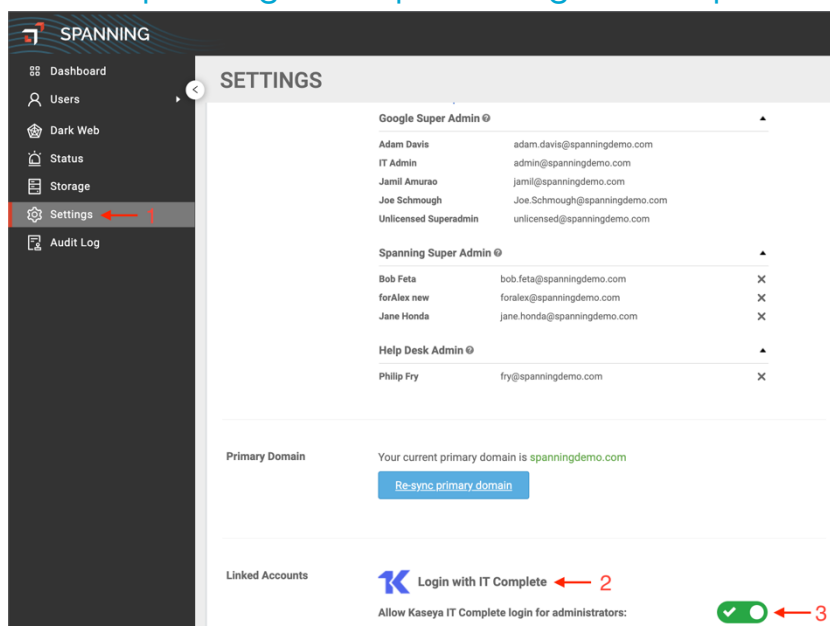 SPANNING
Dashboard
Users
Dark Web
Status
Storage
Settings 1
Audit Log
SETTINGS
Google Super Admin
Adam Davis adam.davis@spanningdemo.com
IT Admin admin@spanningdemo.com
Jamil Amurao jamil@spanningdemo.com
Joe Schmough Joe.Schmough@spanningdemo.com
Unlicensed Superadmin unlicensed@spanningdemo.com
Spanning Super Admin
Bob Feta bob.feta@spanningdemo.com
forAlex new foralex@spanningdemo.com
Jane Honda jane.honda@spanningdemo.com
Help Desk Admin
Philip Fry fry@spanningdemo.com
Primary Domain Your current primary domain is spanningdemo.com
Re-sync primary domain
Linked Accounts Login with IT Complete 2
Allow Kaseya IT Complete login for administrators: 3